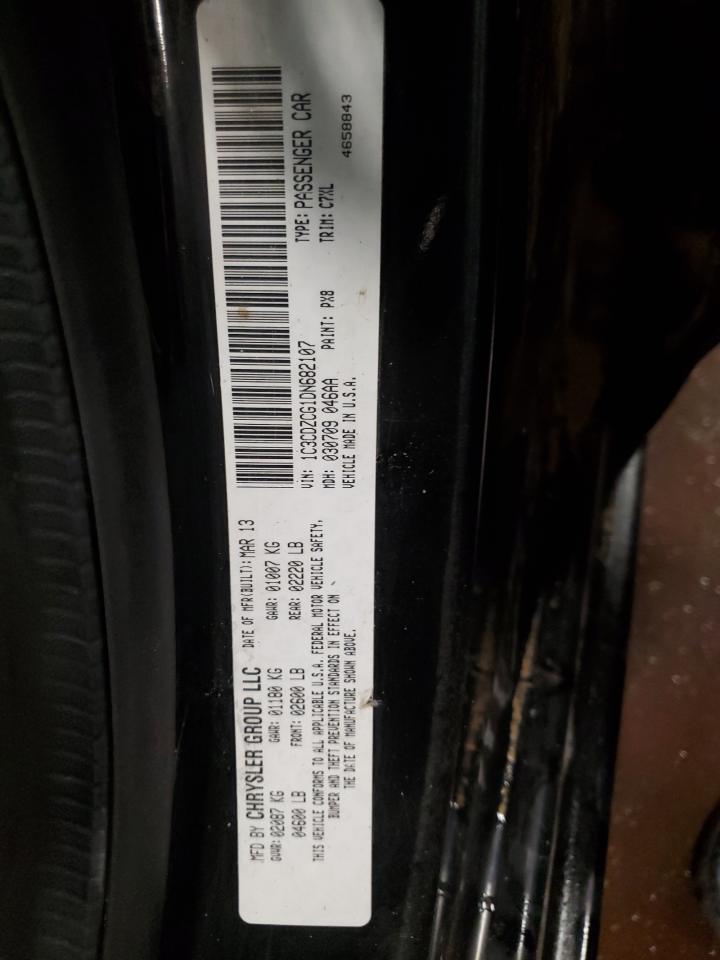 MFD BY CHRYSLER GROUP LLC DATE OF MFR(BUILT): MAR 13
GVWR: 02087 KG GAWR: 01180 KG GAWR: 01007 KG
04600 LB FRONT: 02600 LB REAR: 02220 LB
THIS VEHICLE CONFORMS TO ALL APPLICABLE U.S.A. FEDERAL MOTOR VEHICLE SAFETY,
BUMPER AND THEFT PREVENTION STANDARDS IN EFFECT ON
THE DATE OF MANUFACTURE SHOWN ABOVE.
VIN: 1C3CDZCG1DN682107 TYPE: PASSENGER CAR
MDH: 030709 046AA PAINT: PX8 TRIM: C7XL
VEHICLE MADE IN U.S.A. 4658843